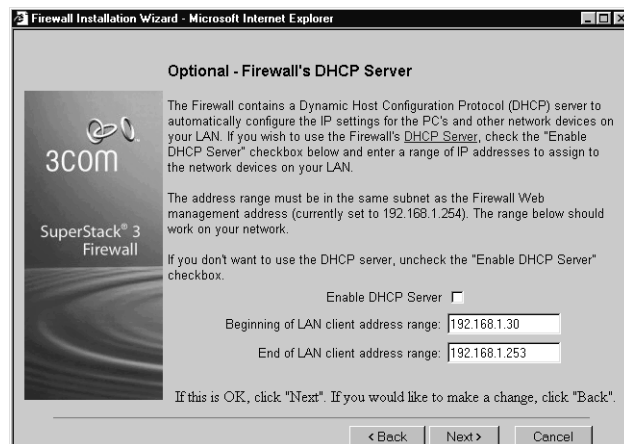 Firewall Installation Wizard - Microsoft Internet Explorer
Optional - Firewall's DHCP Server
The Firewall contains a Dynamic Host Configuration Protocol (DHCP) server to
automatically configure the IP settings for the PC's and other network devices on
your LAN. If you wish to use the Firewall's DHCP Server, check the "Enable
DHCP Server" checkbox below and enter a range of IP addresses to assign to
the network devices on your LAN.
The address range must be in the same subnet as the Firewall Web
management address (currently set to 192.168.1.254). The range below should
work on your network.
If you don't want to use the DHCP server, uncheck the "Enable DHCP Server"
checkbox.
3COM
SuperStack® 3
Firewall
Enable DHCP Server
Beginning of LAN client address range: 192.168.1.30
End of LAN client address range: 192.168.1.253
If this is OK, click "Next". If you would like to make a change, click "Back".
< Back Next > Cancel